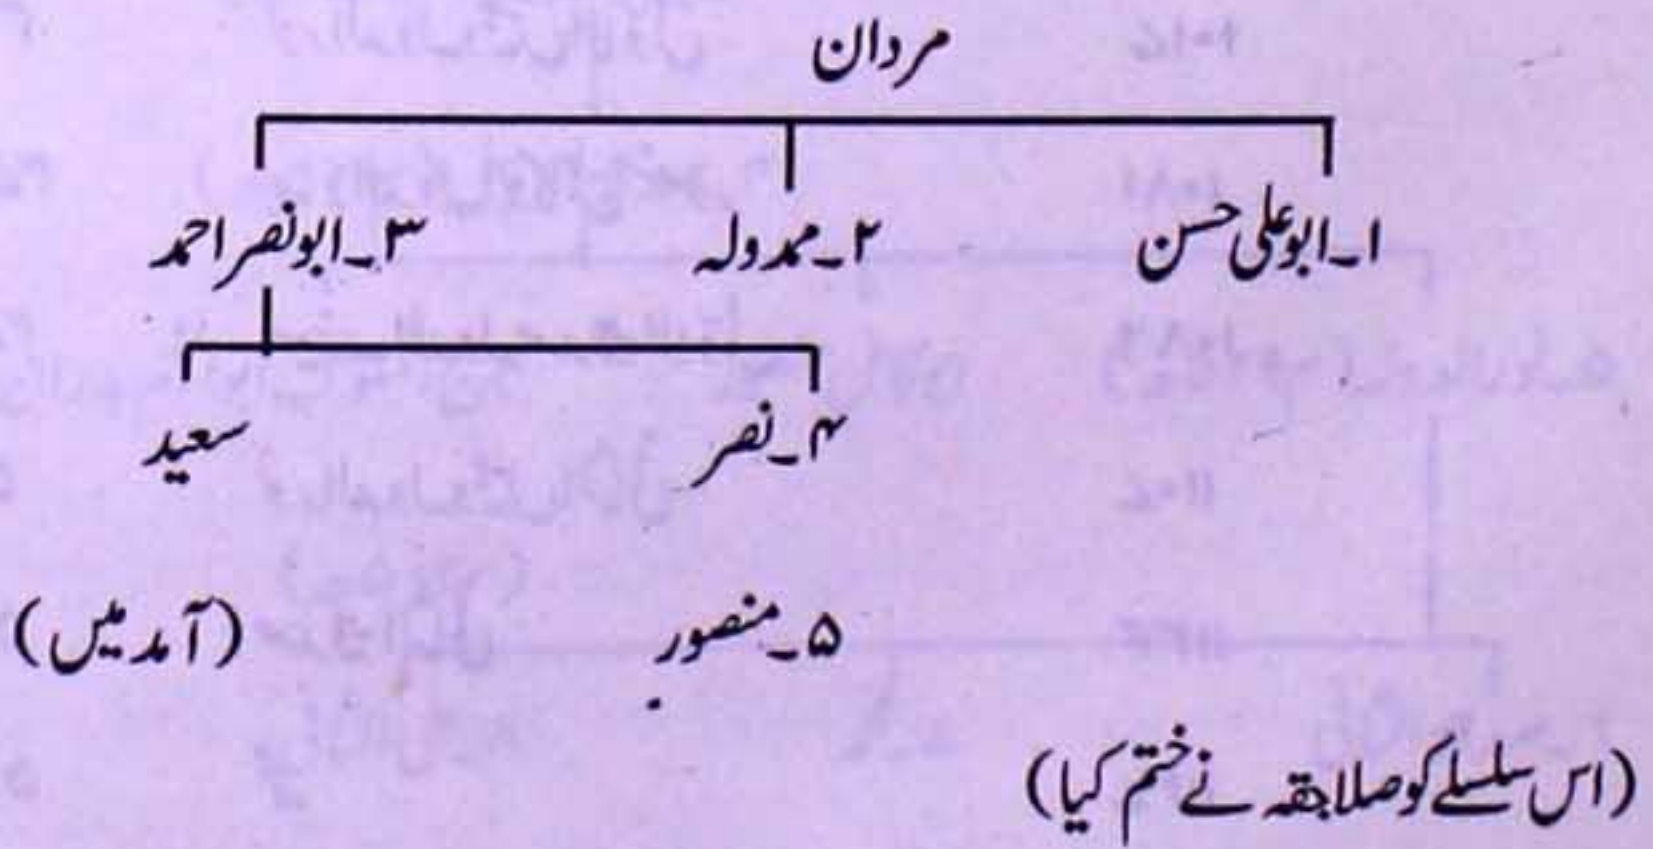 مردان
۱۔ ابوعلی حسن ۲۔ ممدولہ ۳۔ ابونصر احمد
۴۔ نصر سعید
۵۔ منصور (آمد میں)
(اس سلسلے کو صلاجقہ نے ختم کیا)